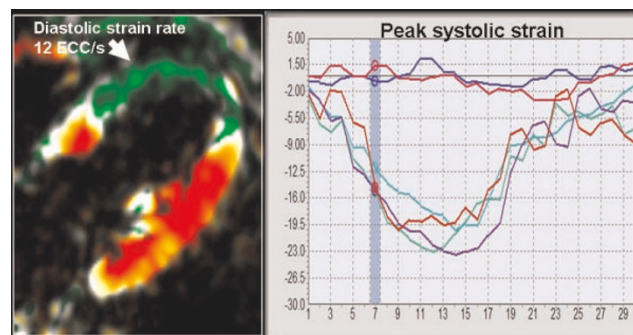 Diastolic strain rate
12 ECC/s
Peak systolic strain
5.00
1.50
-2.00
-5.50
-9.00
-12.5
-16.0
-19.5
-23.0
-26.5
-30.0
1 3 5 7 9 11 13 15 17 19 21 23 25 27 29